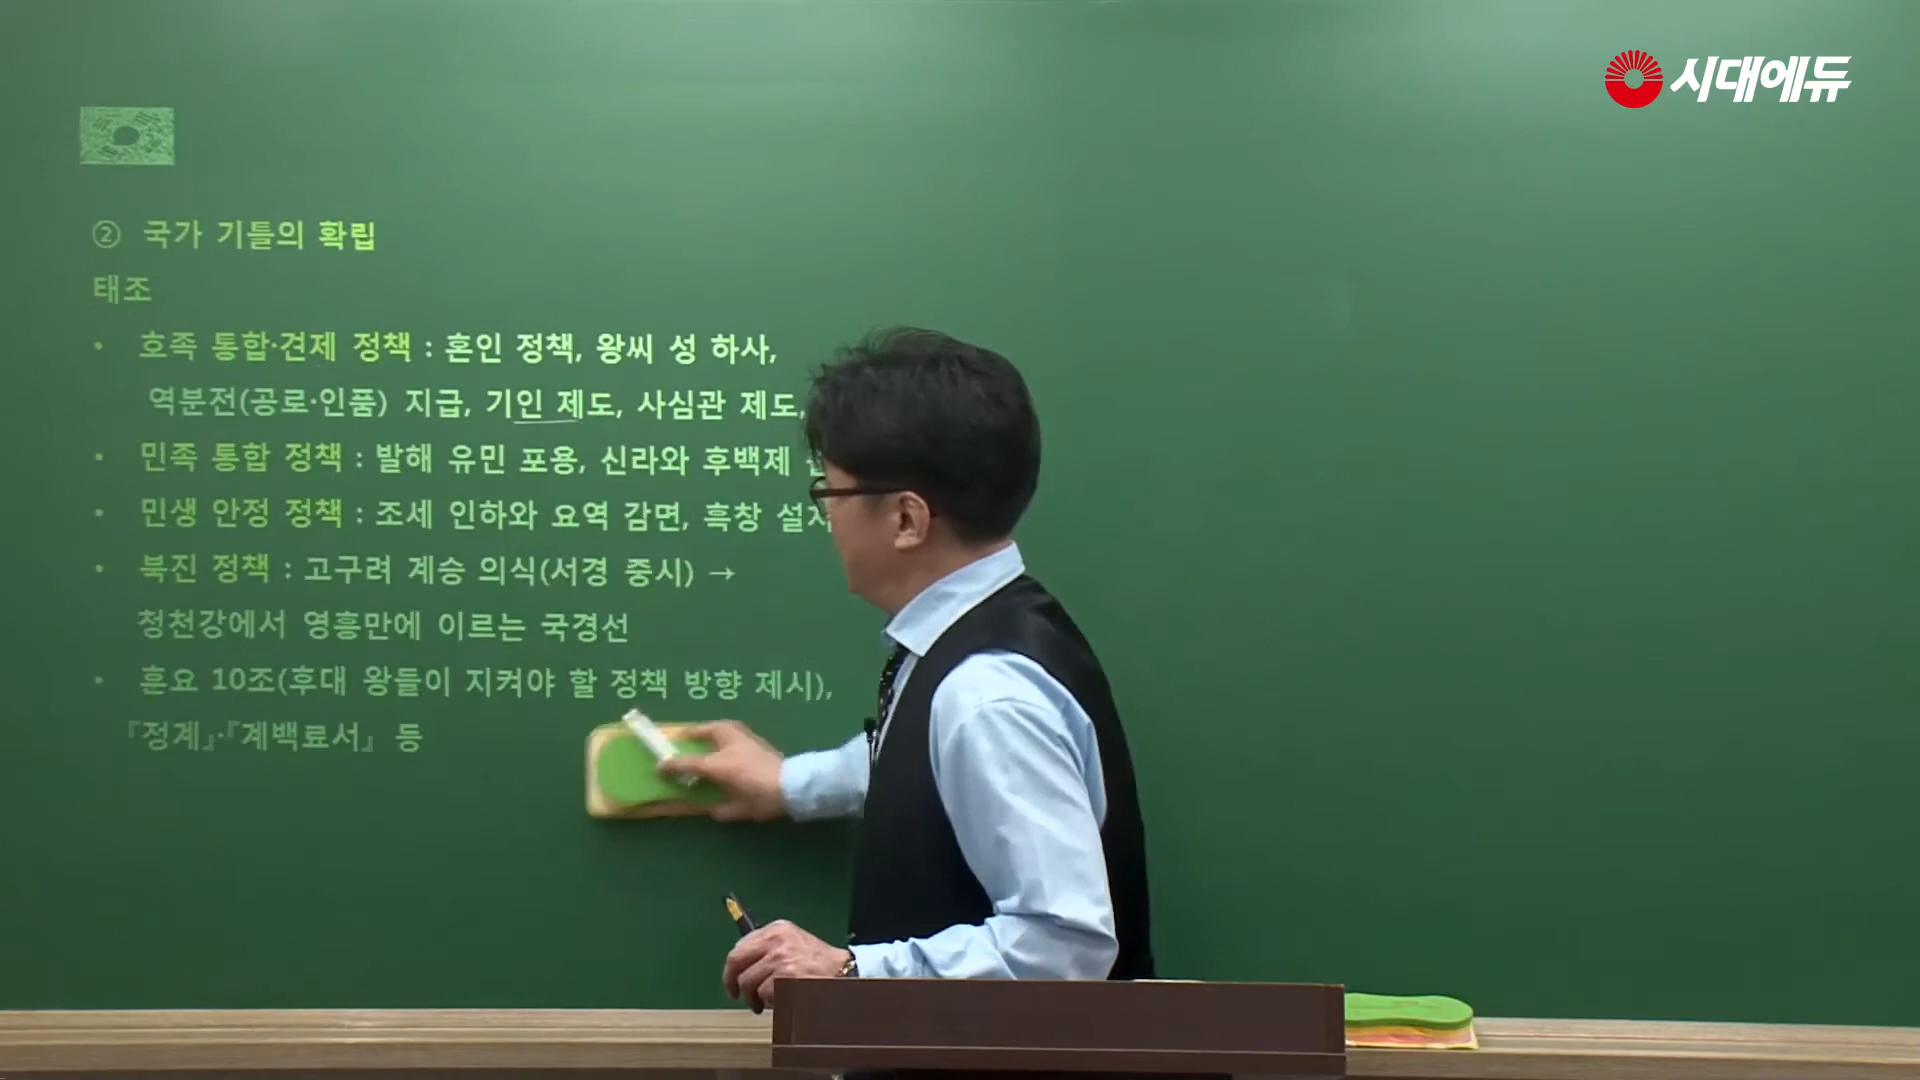 시대에듀
② 국가 기틀의 확립
태조
• 호족 통합·견제 정책 : 혼인 정책, 왕씨 성 하사,
역분전(공로·인품) 지급, 기인 제도, 사심관 제도,
• 민족 통합 정책 : 발해 유민 포용, 신라와 후백제
• 민생 안정 정책 : 조세 인하와 요역 감면, 흑창
• 북진 정책 : 고구려 계승 의식(서경 중시) →
청천강에서 영흥만에 이르는 국경선
• 훈요 10조(후대 왕들이 지켜야 할 정책 방향 제시),
『정계』·『계백료서』 등